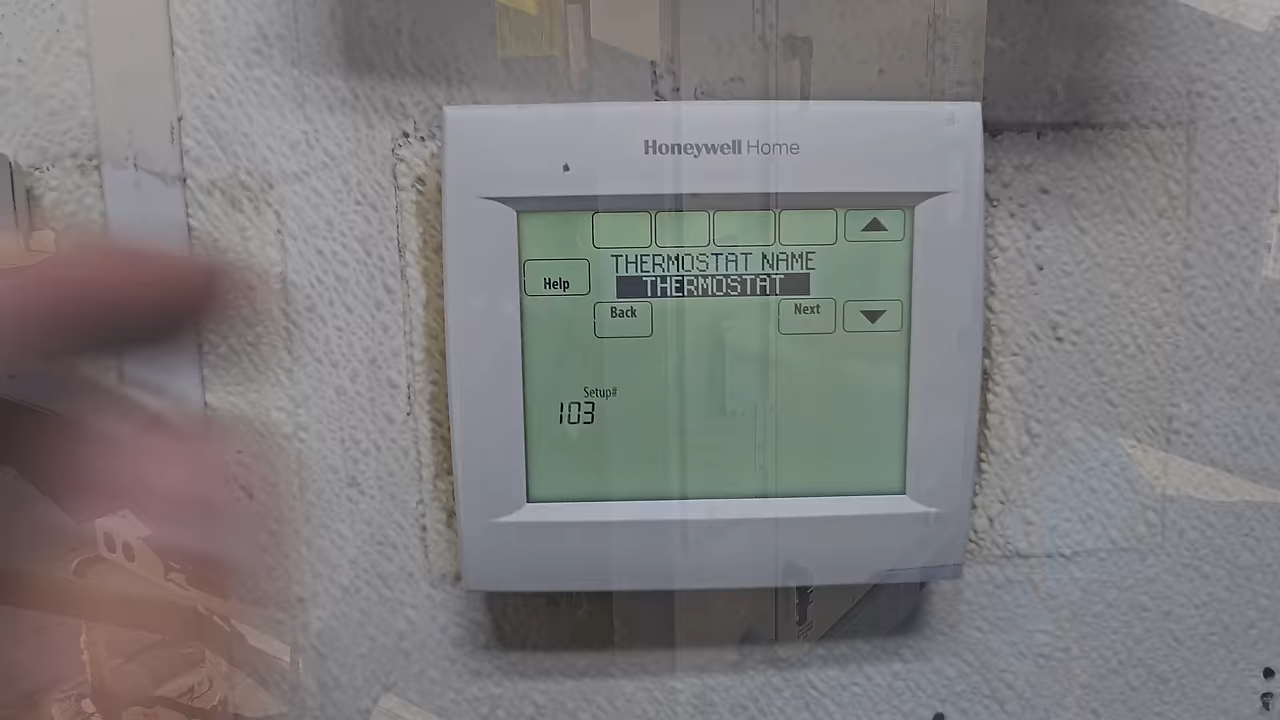 Honeywell Home
THERMOSTAT NAME
THERMOSTAT
Help
Back
Next
Setup#
103